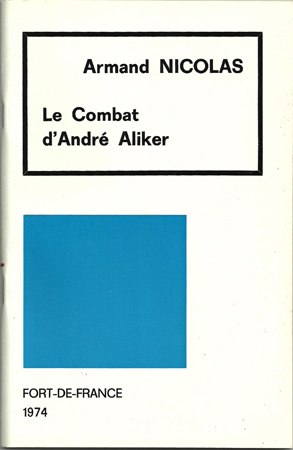 Armand NICOLAS
Le Combat
d'André Aliker
FORT-DE-FRANCE
1974